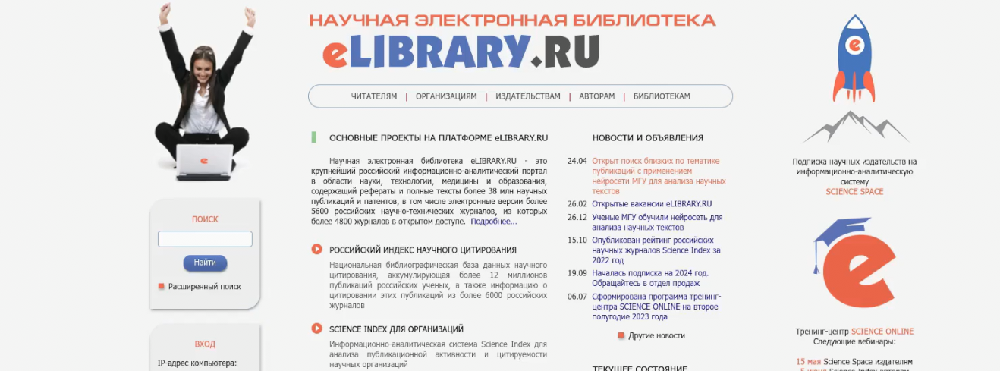 НАУЧНАЯ ЭЛЕКТРОННАЯ БИБЛИОТЕКА
eLIBRARY.RU
ЧИТАТЕЛЯМ | ОРГАНИЗАЦИЯМ | ИЗДАТЕЛЬСТВАМ | АВТОРАМ | БИБЛИОТЕКАМ
ПОИСК
Найти
Расширенный поиск
ВХОД
IP-адрес компьютера:
ОСНОВНЫЕ ПРОЕКТЫ НА ПЛАТФОРМЕ eLIBRARY.RU
Научная электронная библиотека eLIBRARY.RU - это
крупнейший российский информационно-аналитический портал
в области науки, технологии, медицины и образования,
содержащий рефераты и полные тексты более 38 млн научных
публикаций и патентов, в том числе электронные версии более
5600 российских научно-технических журналов, из которых
более 4800 журналов в открытом доступе. Подробнее...
РОССИЙСКИЙ ИНДЕКС НАУЧНОГО ЦИТИРОВАНИЯ
Национальная библиографическая база данных научного
цитирования, аккумулирующая более 12 миллионов
публикаций российских ученых, а также информацию о
цитировании этих публикаций из более 6000 российских
журналов
SCIENCE INDEX ДЛЯ ОРГАНИЗАЦИЙ
Информационно-аналитическая система Science Index для
анализа публикационной активности и цитируемости
научных организаций
НОВОСТИ И ОБЪЯВЛЕНИЯ
24.04 Открыт поиск близких по тематике
публикаций с применением
нейросети МГУ для анализа научных
текстов
26.02 Открытые вакансии eLIBRARY.RU
26.12 Ученые МГУ обучили нейросеть для
анализа научных текстов
15.10 Опубликован рейтинг российских
научных журналов Science Index за
2022 год
19.09 Началась подписка на 2024 год.
Обращайтесь в отдел продаж
06.07 Сформирована программа тренинг-
центра SCIENCE ONLINE на второе
полугодие 2023 года
Другие новости
ТЕКУЩЕЕ СОСТОЯНИЕ
Подписка научных издательств на
информационно-аналитическую
систему
SCIENCE SPACE
Тренинг-центр SCIENCE ONLINE
Следующие вебинары:
15 мая Science Space издателям
5 июня Science Index авторам